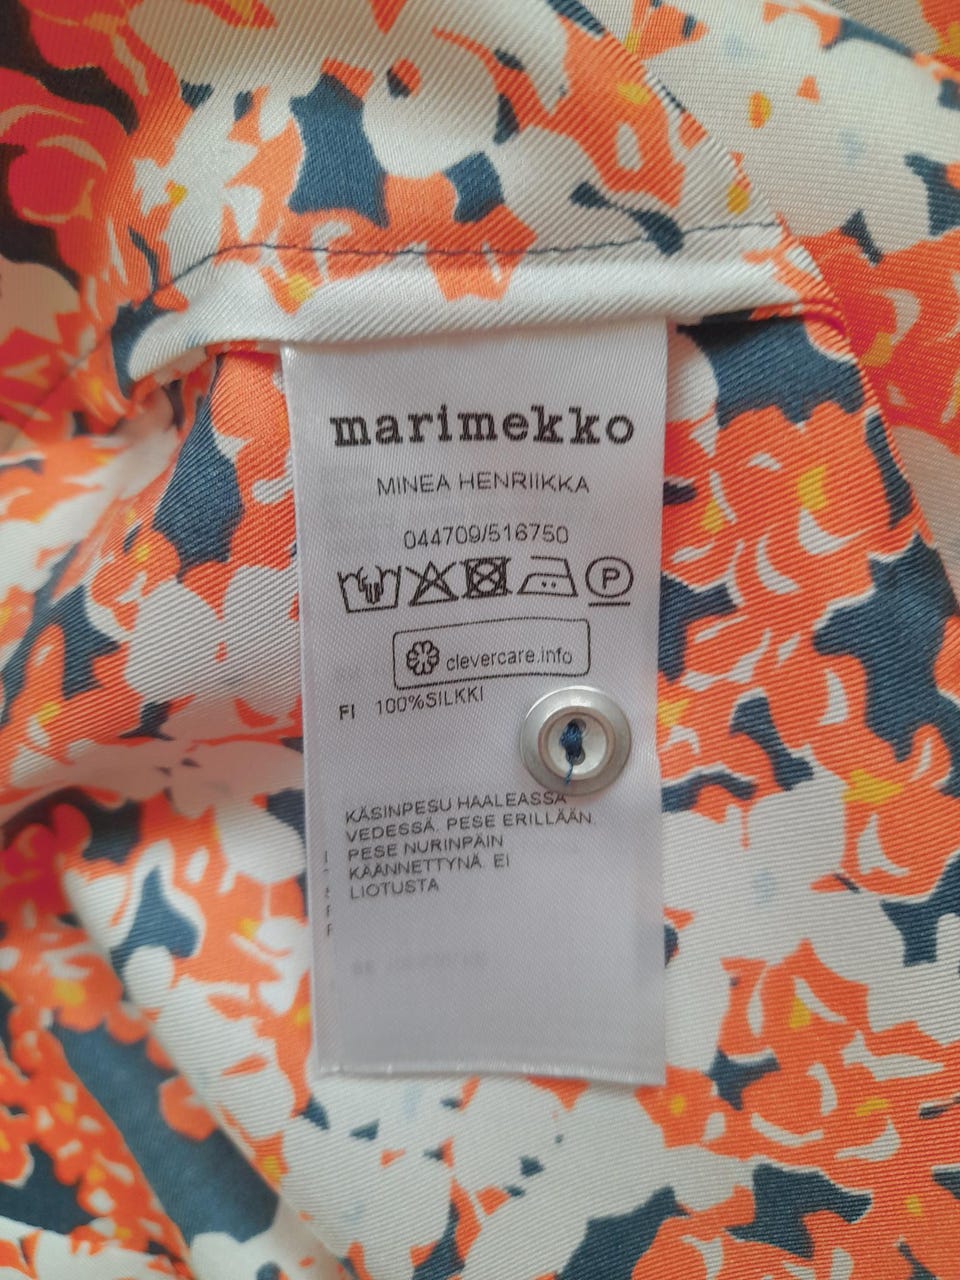 marimekko
MINEA HENRIIKKA
044709/516750
P
clevercare.info
FI 100%SILKKI
KÄSINPESU HAALEASSA
VEDESSÄ. PESE ERILLÄÄN.
PESE NURINPÄIN
KÄÄNNETTYNÄ. EI
LIOTUSTA